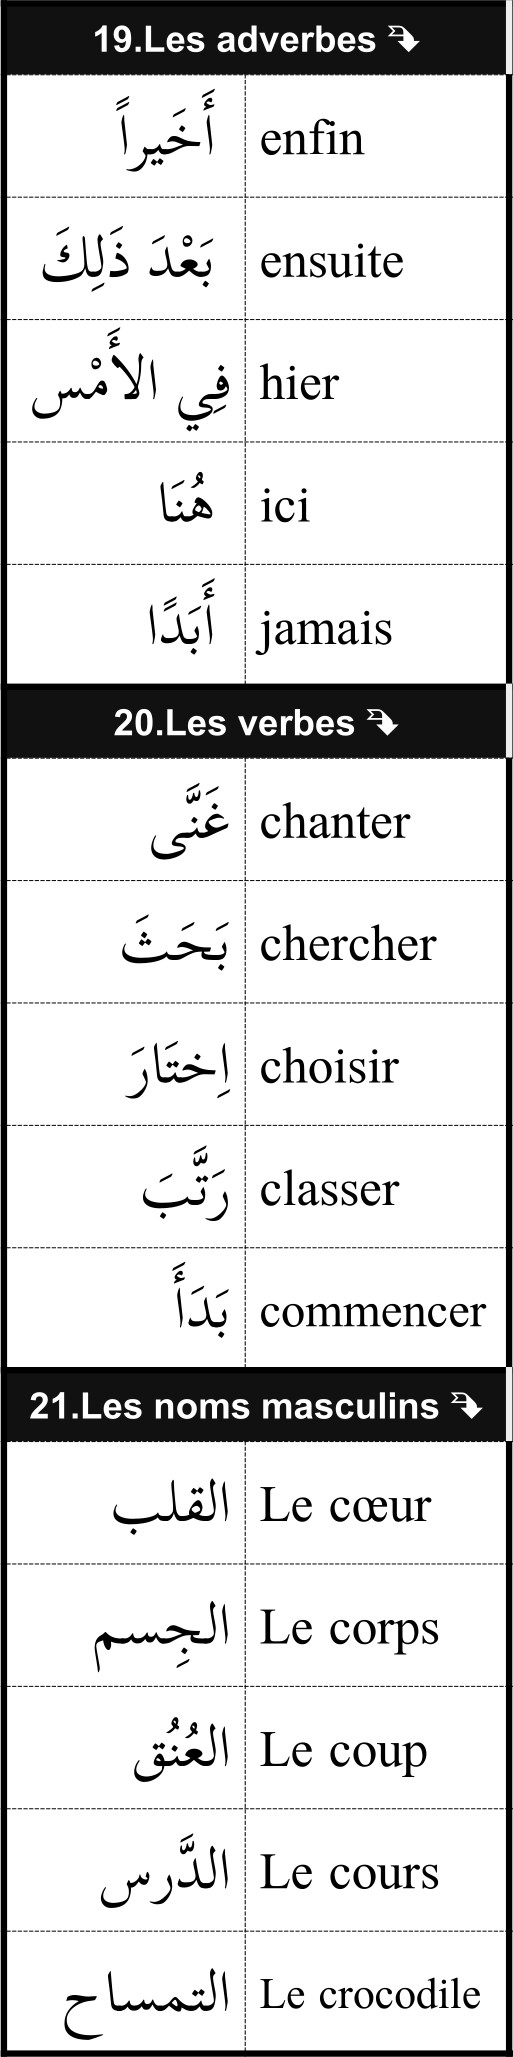 19.Les adverbes
enfin أَخَيراً
ensuite بَعْدَ ذَلِكَ
hier فِي الأَمْس
ici هُنَا
jamais أَبَدًا
20.Les verbes
chanter غَنَّى
chercher بَحَثَ
choisir اِختَارَ
classer رَتَّبَ
commencer بَدَأَ
21.Les noms masculins
Le cœur القلب
Le corps الجِسم
Le coup العُنُق
Le cours الدَّرس
Le crocodile التمساح